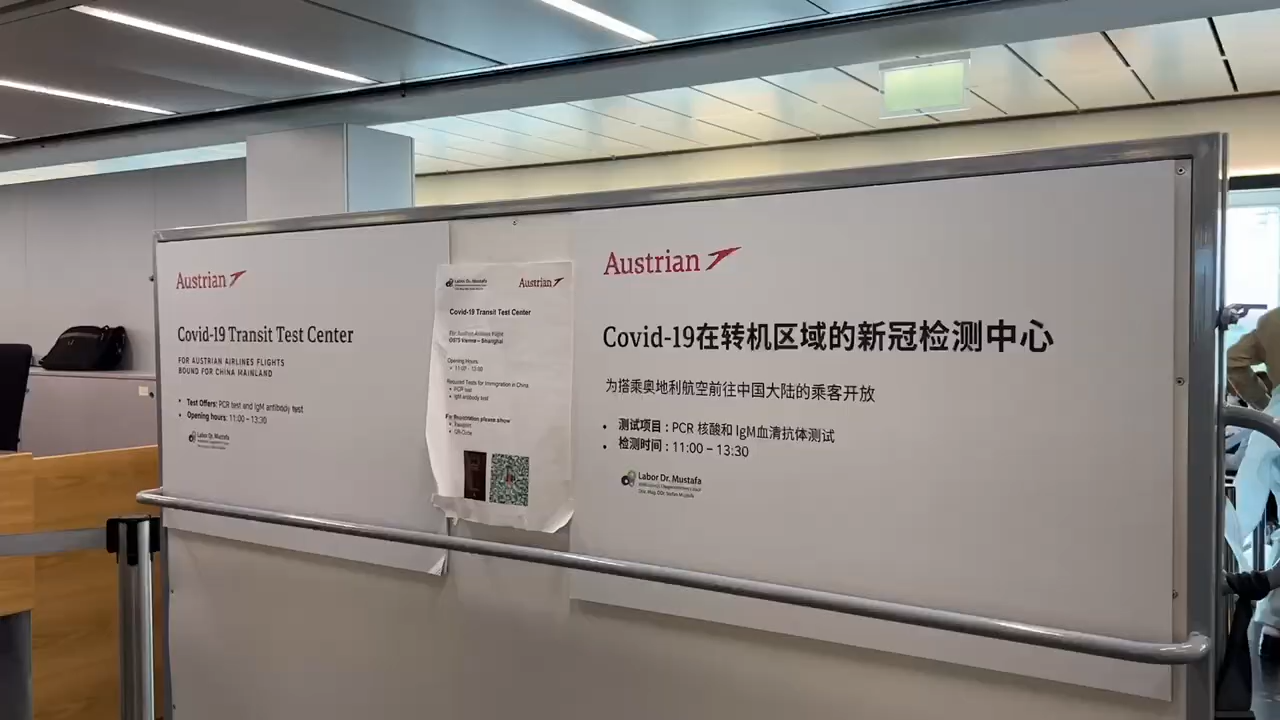 Austrian
Covid-19 Transit Test Center
FOR AUSTRIAN AIRLINES FLIGHTS
BOUND FOR CHINA MAINLAND
• Test Offers: PCR test and IgM antibody test
• Opening hours: 11:00 – 13:30
Labor Dr. Mustafa
Labor Dr. Mustafa
Austrian
Covid-19 Transit Test Center
For Austrian Airlines Flight
OS75 Vienna – Shanghai
Opening Hours:
Required Tests for Immigration in China
• PCR test
• IgM antibody test
For Registration please show
• Passport
• QR-Code
Austrian
Covid-19在转机区域的新冠检测中心
为搭乘奥地利航空前往中国大陆的乘客开放
• 测试项目：PCR 核酸和 IgM血清抗体测试
• 检测时间：11:00 – 13:30
Labor Dr. Mustafa